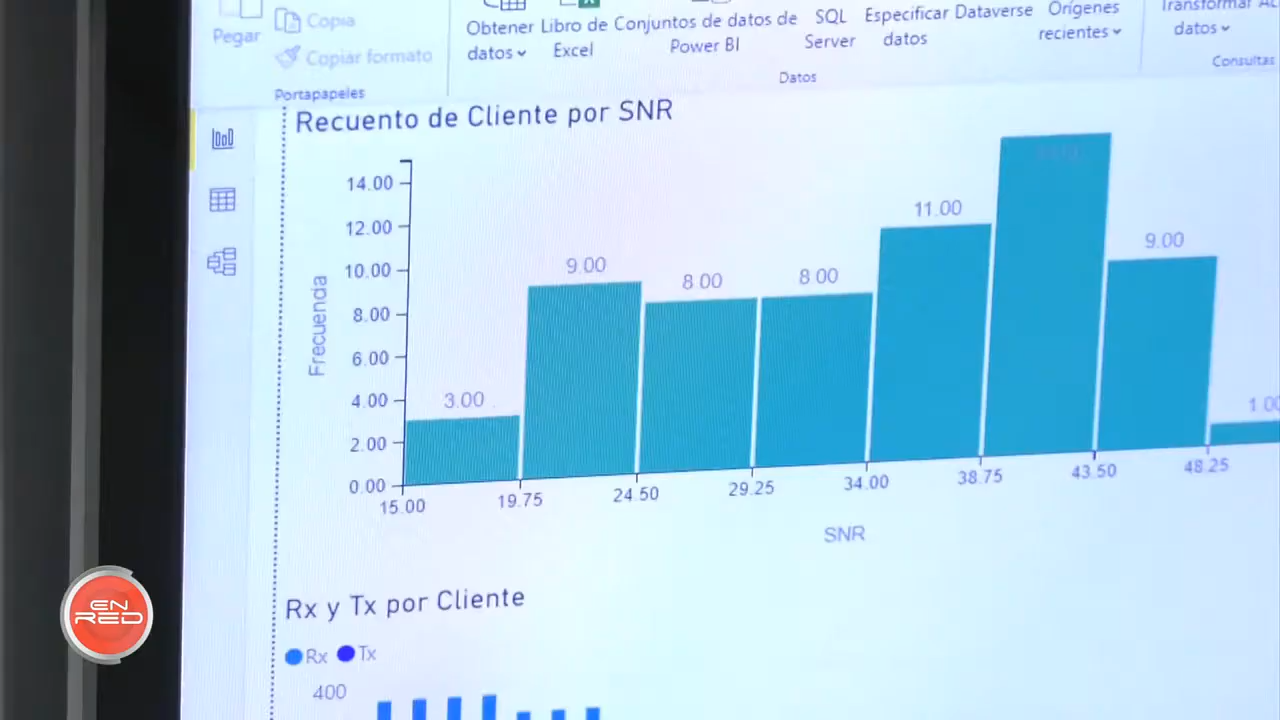 Pegar
Copia
Copiar formato
Portapapeles
Obtener
datos
Libro de
Excel
Conjuntos de datos de
Power BI
SQL
Server
Especificar
datos
Dataverse
Orígenes
recientes
Transformar
datos
Datos
Consultas
Recuento de Cliente por SNR
Frecuencia
14.00
12.00
10.00
8.00
6.00
4.00
2.00
0.00
3.00
9.00
8.00
8.00
11.00
9.00
1.00
15.00
19.75
24.50
29.25
34.00
38.75
43.50
48.25
SNR
Rx y Tx por Cliente
Rx
Tx
400
EN
RED